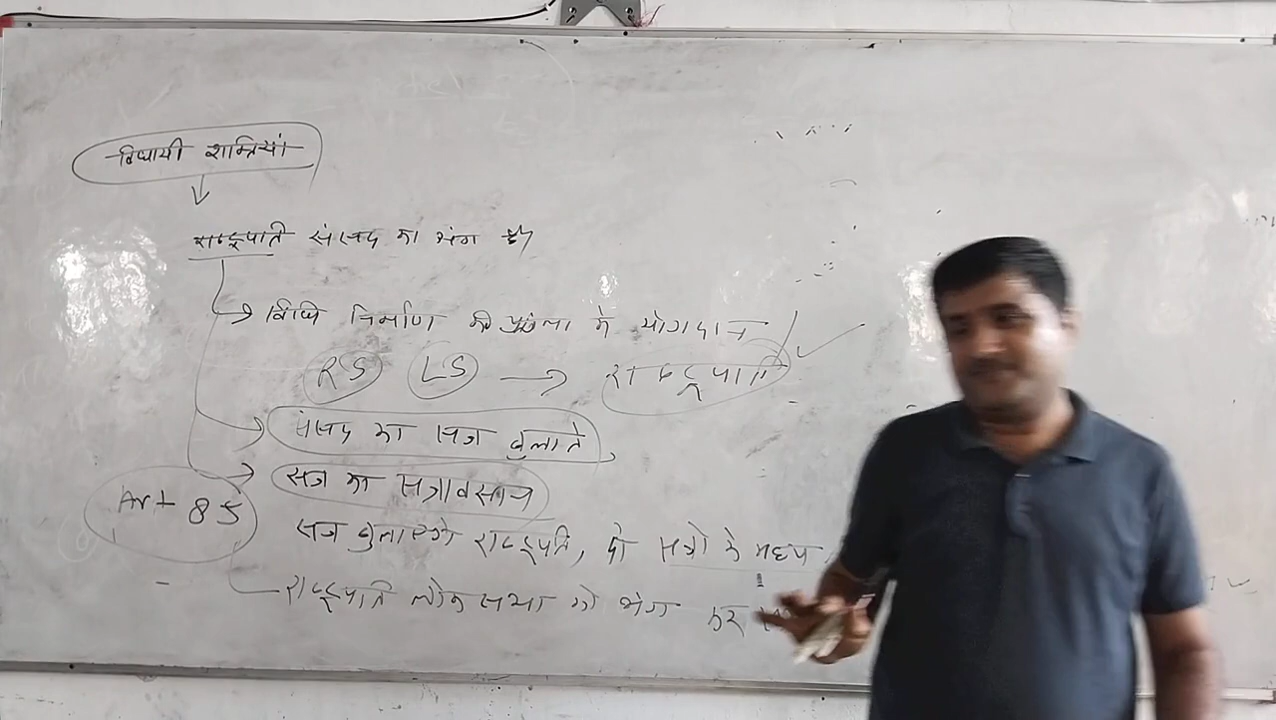 विधायी शक्तियां
राष्ट्रपति संसद का अंग है
विधि निर्माण की श्रृंखला में योगदान
RS LS → राष्ट्रपति
संसद का सत्र बुलाते
सत्र का सत्रावसान
Art 85
सत्र बुलाएगे राष्ट्रपति, दो सत्रो के मध्य
राष्ट्रपति लोकसभा को भंग कर